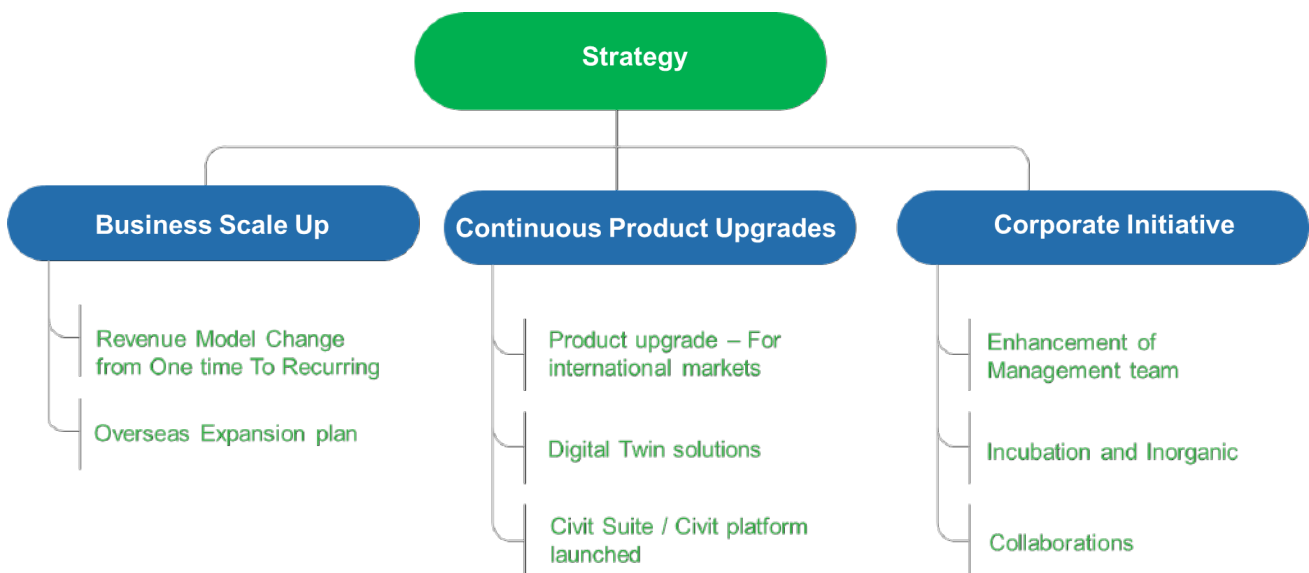 Strategy
Business Scale Up
Revenue Model Change
from One time To Recurring
Overseas Expansion plan
Continuous Product Upgrades
Product upgrade – For
international markets
Digital Twin solutions
Civit Suite / Civit platform
launched
Corporate Initiative
Enhancement of
Management team
Incubation and Inorganic
Collaborations